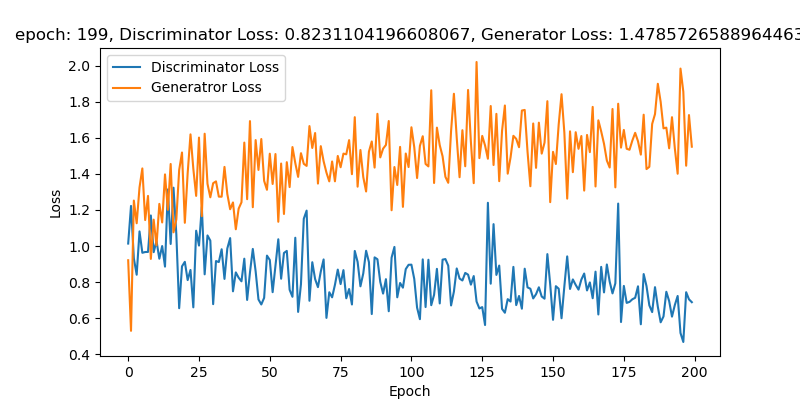 epoch: 199, Discriminator Loss: 0.8231104196608067, Generator Loss: 1.4785726588964463
Discriminator Loss
Generatror Loss
2.0
1.8
1.6
1.4
1.2
1.0
0.8
0.6
0.4
Loss
0 25 50 75 100 125 150 175 200
Epoch